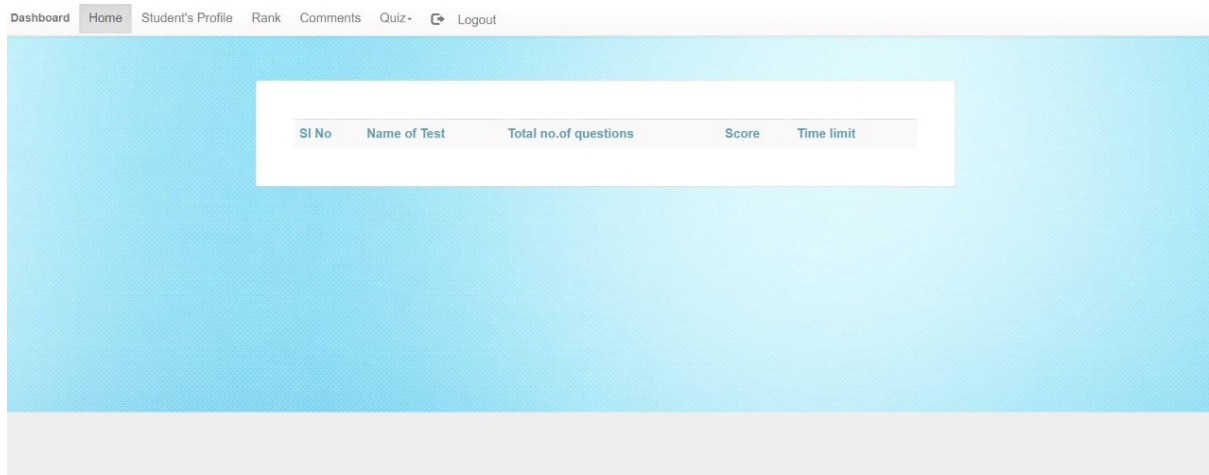 Dashboard Home Student's Profile Rank Comments Quiz Logout
Sl No Name of Test Total no.of questions Score Time limit